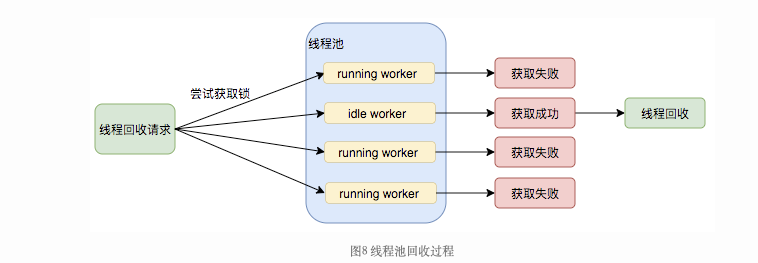 线程池
running worker
获取失败
尝试获取锁
线程回收请求
idle worker
获取成功
线程回收
running worker
获取失败
running worker
获取失败
图8 线程池回收过程